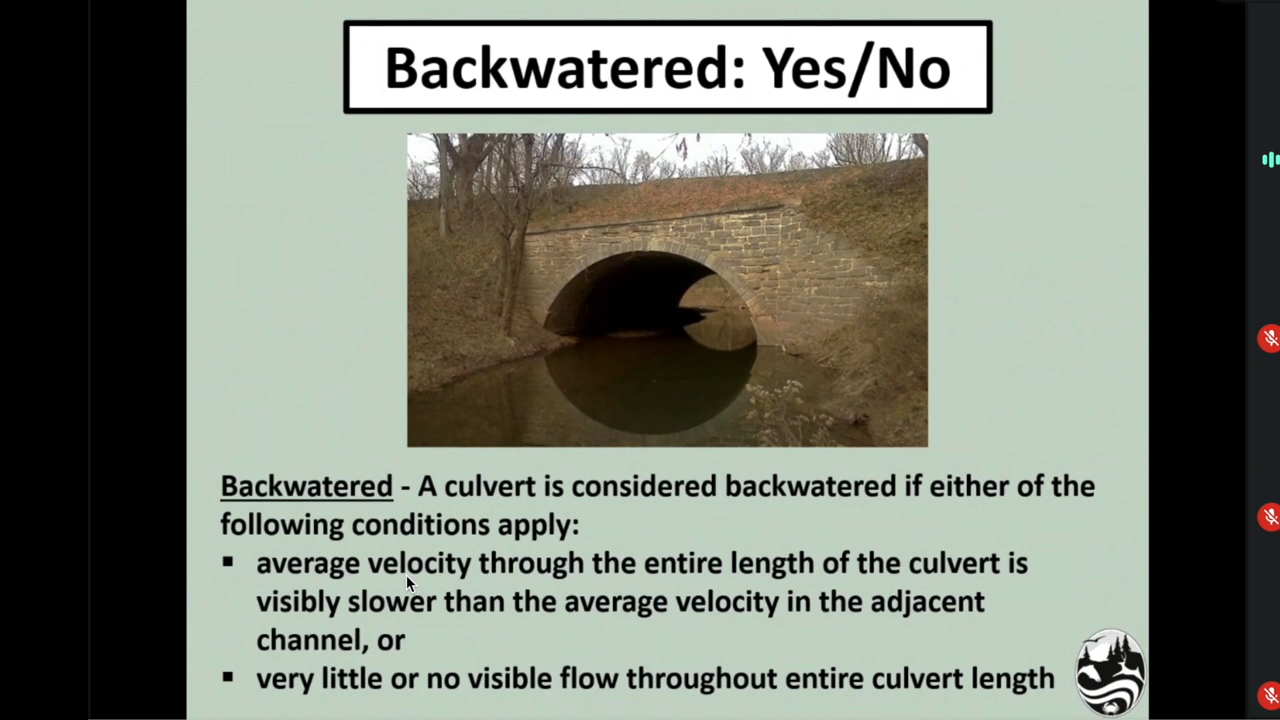 Backwatered: Yes/No
Backwatered - A culvert is considered backwatered if either of the
following conditions apply:
▪ average velocity through the entire length of the culvert is
visibly slower than the average velocity in the adjacent
channel, or
▪ very little or no visible flow throughout entire culvert length